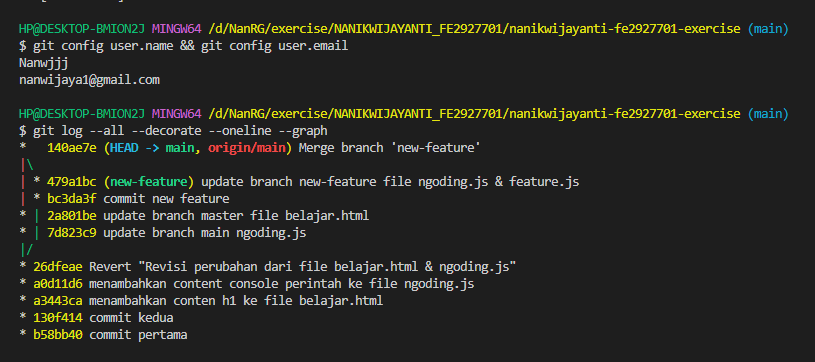 HP@DESKTOP-BMION2J MINGW64 /d/NanRG/exercise/NANIKWIJAYANTI_FE2927701/nanikwijayanti-fe2927701-exercise (main)
$ git config user.name && git config user.email
Nanwjjj
nanwijaya1@gmail.com
HP@DESKTOP-BMION2J MINGW64 /d/NanRG/exercise/NANIKWIJAYANTI_FE2927701/nanikwijayanti-fe2927701-exercise (main)
$ git log --all --decorate --oneline --graph
*   140ae7e (HEAD -> main, origin/main) Merge branch 'new-feature'
|\
| * 479a1bc (new-feature) update branch new-feature file ngoding.js & feature.js
| * bc3da3f commit new feature
* | 2a801be update branch master file belajar.html
* | 7d823c9 update branch main ngoding.js
|/
* 26dfeae Revert "Revisi perubahan dari file belajar.html & ngoding.js"
* a0d11d6 menambahkan content console perintah ke file ngoding.js
* a3443ca menambahkan conten h1 ke file belajar.html
* 130f414 commit kedua
* b58bb40 commit pertama